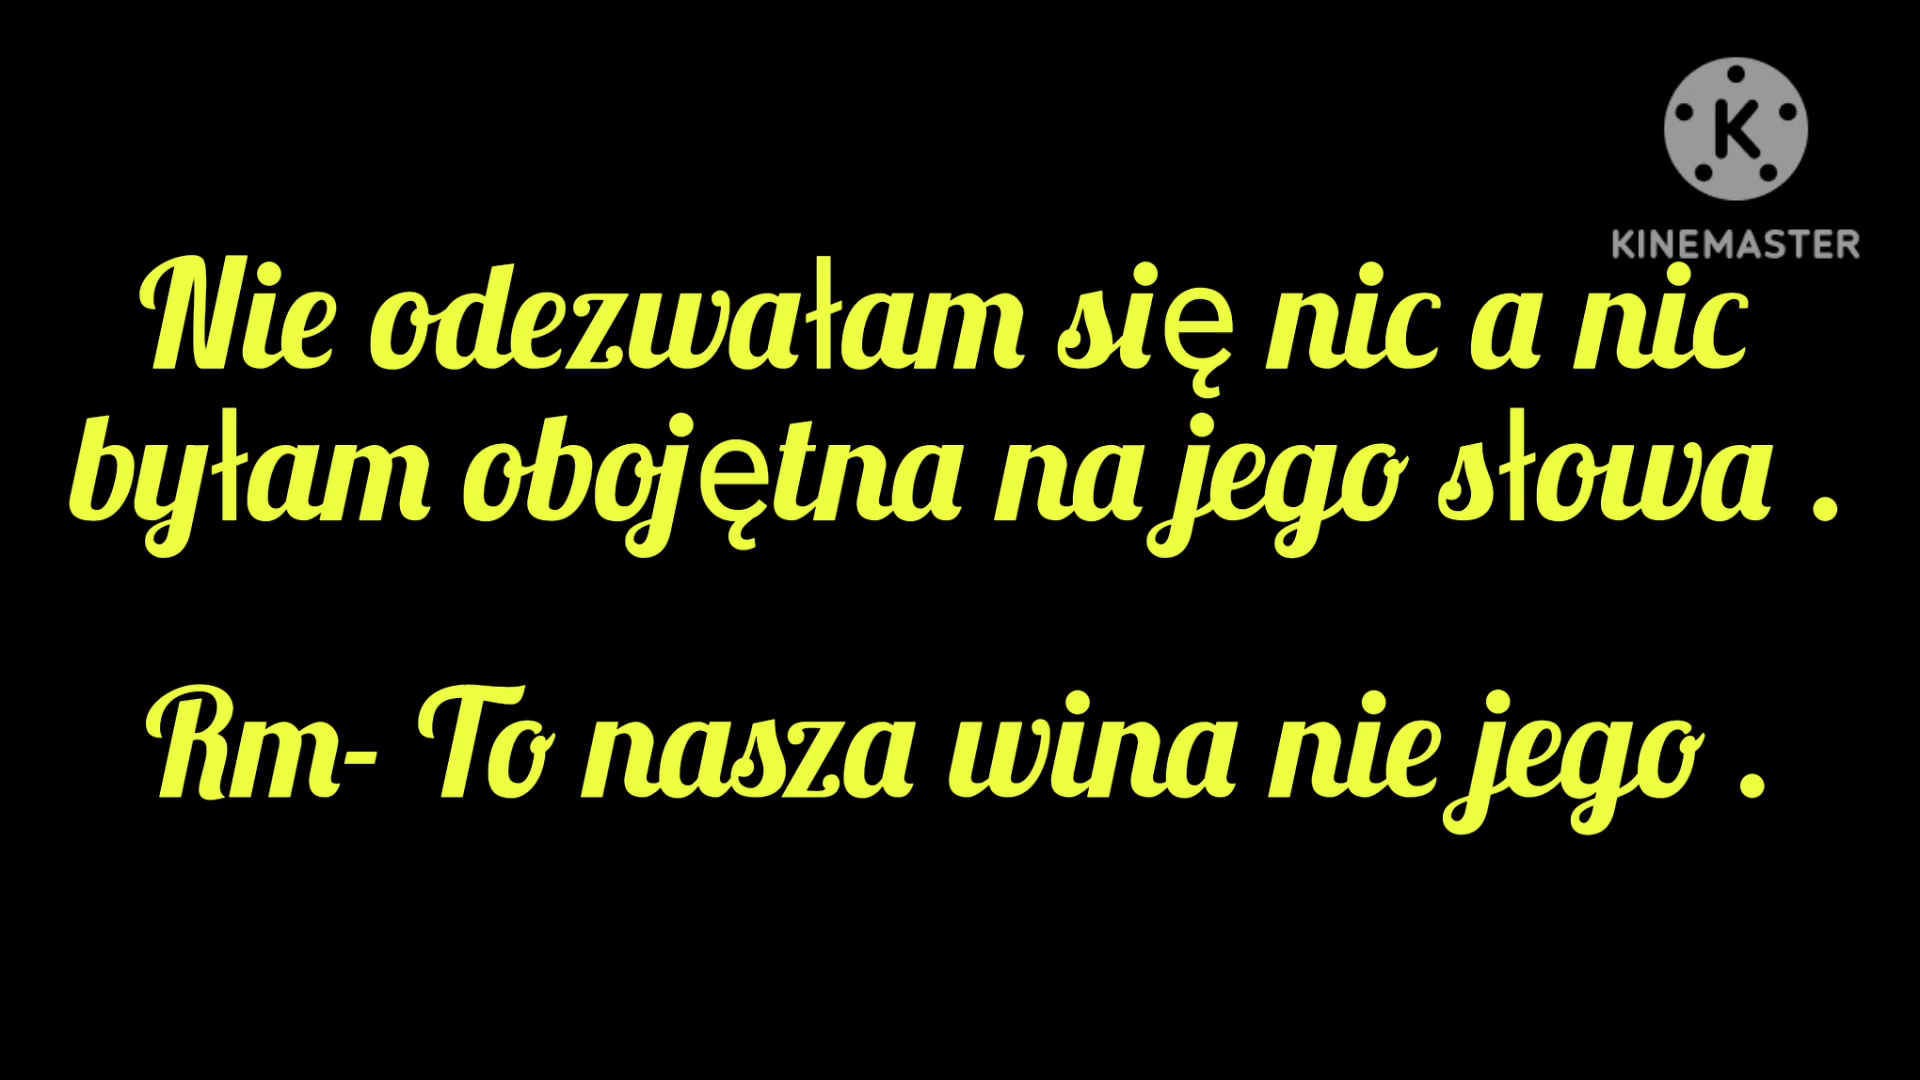 KINEMASTER
Nie odezwałam się nic a nic
byłam obojętna na jego słowa .
Rm- To nasza wina nie jego .